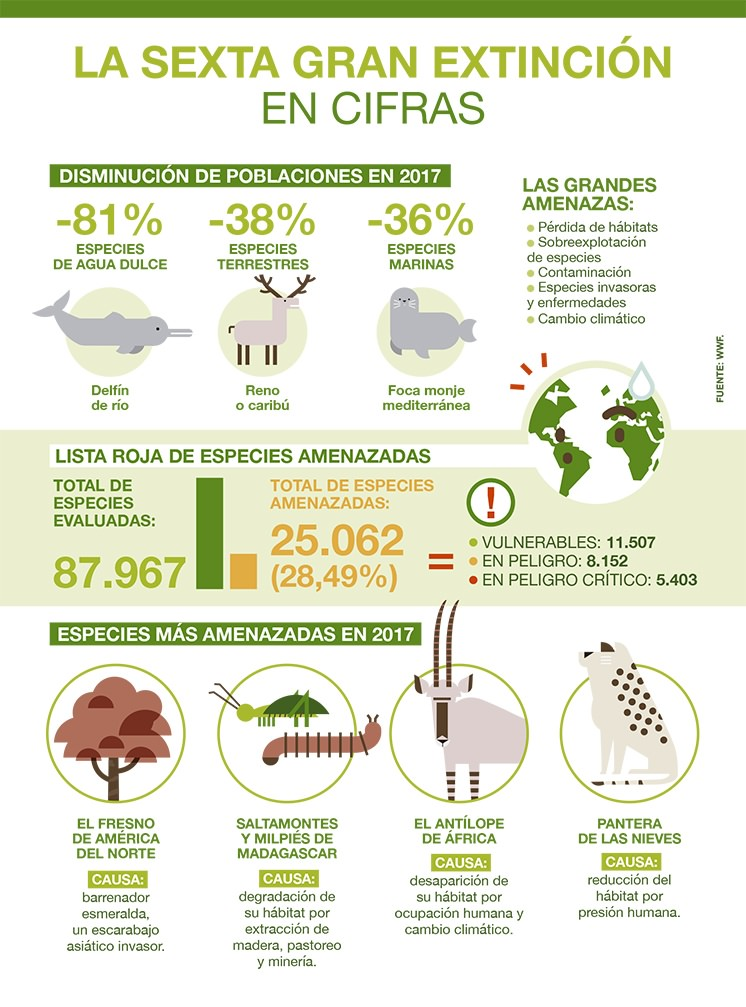 LA SEXTA GRAN EXTINCIÓN
EN CIFRAS
DISMINUCIÓN DE POBLACIONES EN 2017
-81%
ESPECIES
DE AGUA DULCE
Delfín
de río
-38%
ESPECIES
TERRESTRES
Reno
o caribú
-36%
ESPECIES
MARINAS
Foca monje
mediterránea
LAS GRANDES
AMENAZAS:
• Pérdida de hábitats
• Sobreexplotación
de especies
• Contaminación
• Especies invasoras
y enfermedades
• Cambio climático
FUENTE: WWF.
LISTA ROJA DE ESPECIES AMENAZADAS
TOTAL DE
ESPECIES
EVALUADAS:
87.967
TOTAL DE ESPECIES
AMENAZADAS:
25.062
(28,49%)
=
!
• VULNERABLES: 11.507
• EN PELIGRO: 8.152
• EN PELIGRO CRÍTICO: 5.403
ESPECIES MÁS AMENAZADAS EN 2017
EL FRESNO
DE AMÉRICA
DEL NORTE
CAUSA:
barrenador
esmeralda,
un escarabajo
asiático invasor.
SALTAMONTES
Y MILPIÉS DE
MADAGASCAR
CAUSA:
degradación de
su hábitat por
extracción de
madera, pastoreo
y minería.
EL ANTÍLOPE
DE ÁFRICA
CAUSA:
desaparición de
su hábitat por
ocupación humana y
cambio climático.
PANTERA
DE LAS NIEVES
CAUSA:
reducción del
hábitat por
presión humana.